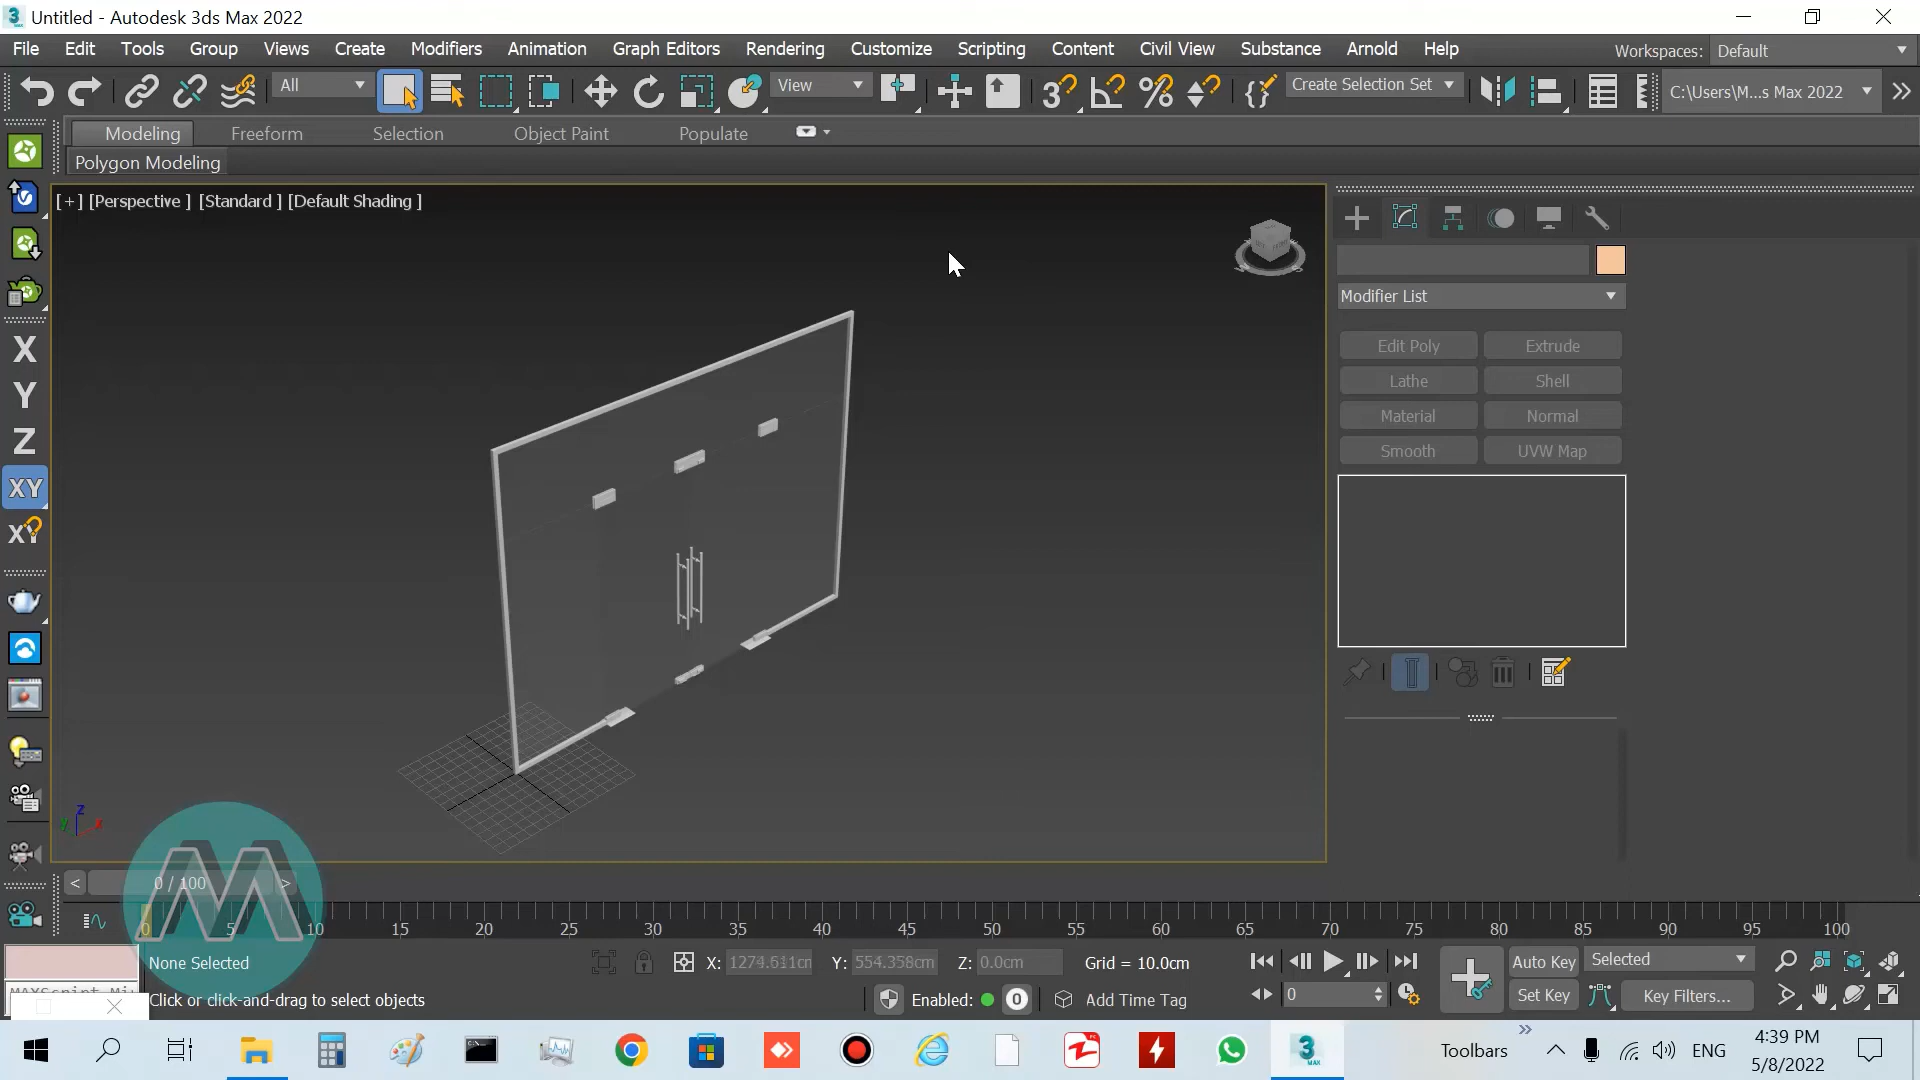 Untitled - Autodesk 3ds Max 2022
File Edit Tools Group Views Create Modifiers Animation Graph Editors Rendering Customize Scripting Content Civil View Substance Arnold Help Workspaces: Default
All View Create Selection Set C:\Users\M...s Max 2022
Modeling Freeform Selection Object Paint Populate
Polygon Modeling
[+] [Perspective ] [Standard ] [Default Shading ]
Modifier List
Edit Poly Extrude
Lathe Shell
Material Normal
Smooth UVW Map
X
Y
Z
XY
XY
z
y x
< 0 / 100 >
0 5 10 15 20 25 30 35 40 45 50 55 60 65 70 75 80 85 90 95 100
None Selected X: Y: 554.358cm Z: 0.0cm Grid = 10.0cm Auto Key Selected
MAXScript Mi
Click or click-and-drag to select objects Enabled: 0 Add Time Tag 0 Set Key Key Filters...
Toolbars ENG 4:39 PM
5/8/2022